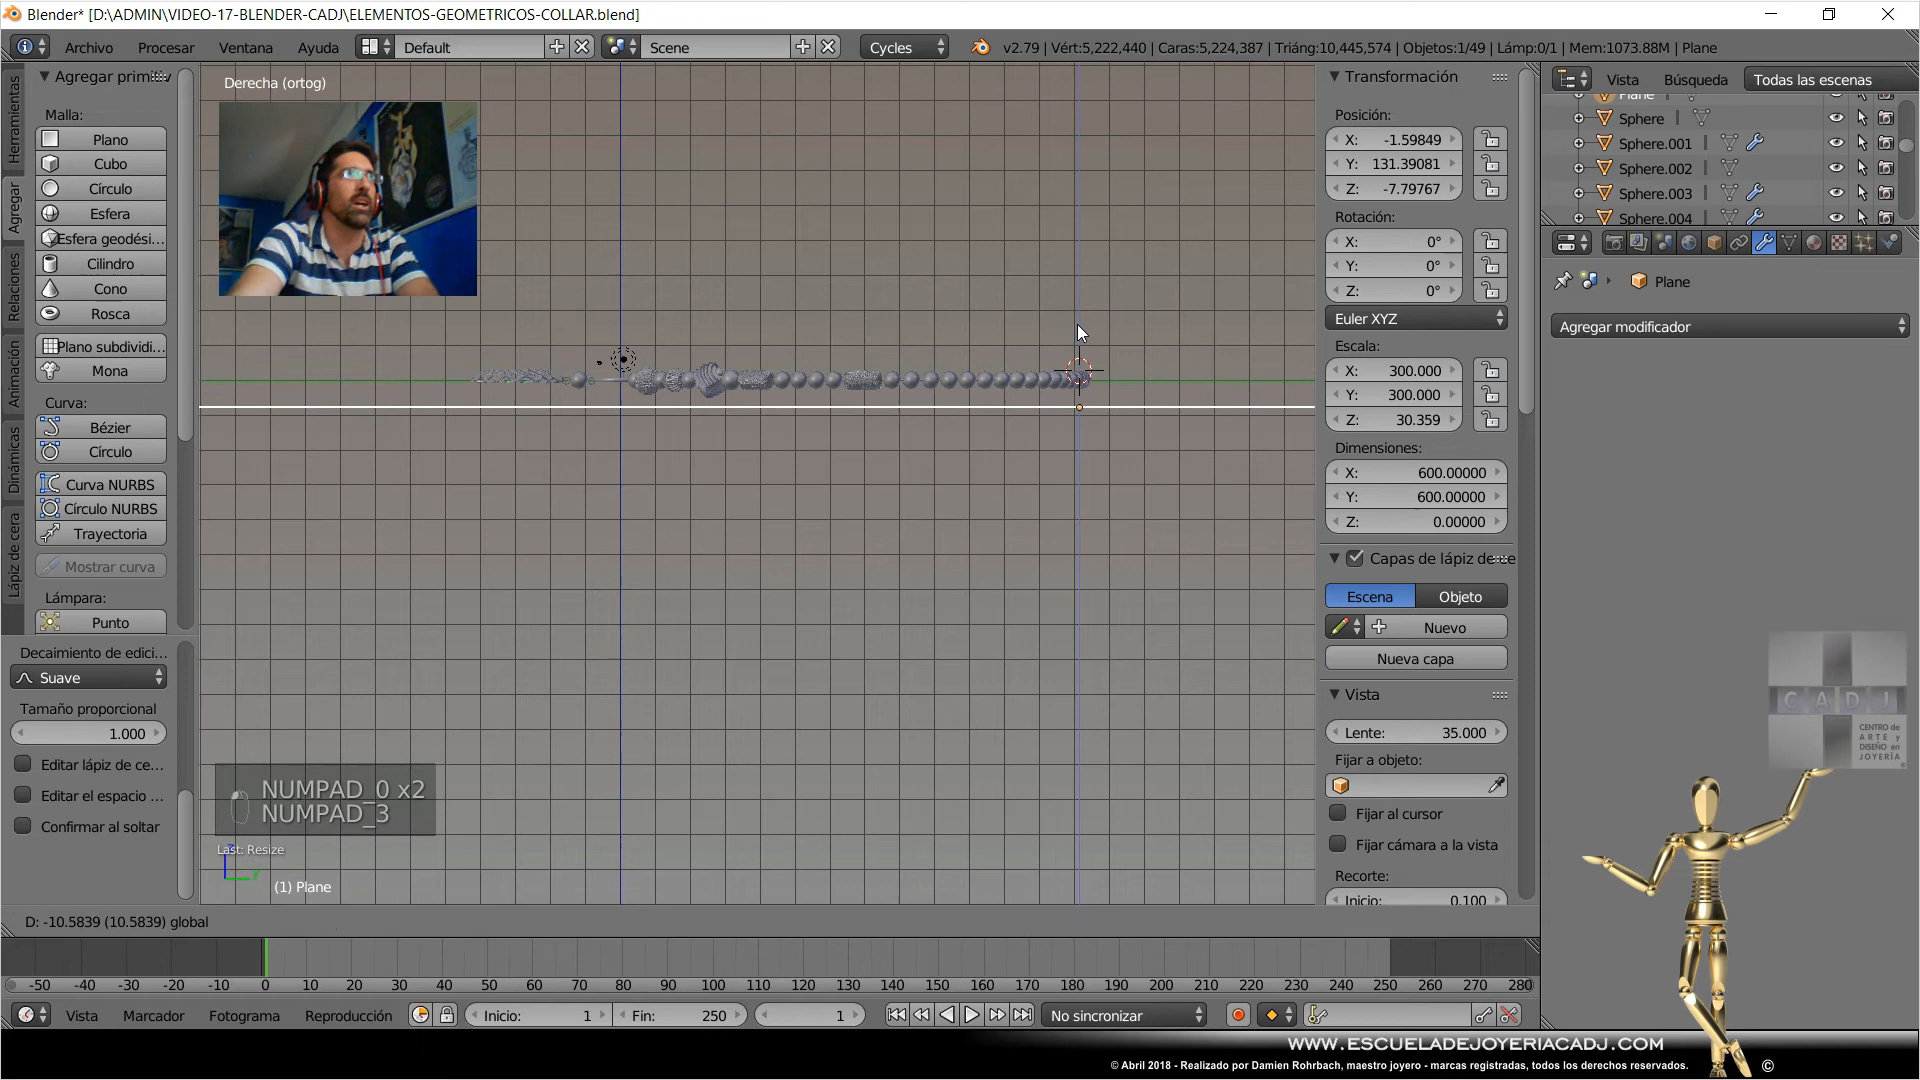 Blender* [D:\ADMIN\VIDEO-17-BLENDER-CADJ\ELEMENTOS-GEOMETRICOS-COLLAR.blend]
Archivo Procesar Ventana Ayuda Default Scene Cycles v2.79 | Vért:5,222,440 | Caras:5,224,387 | Triáng:10,445,574 | Objetos:1/49 | Lámp:0/1 | Mem:1073.88M | Plane
Herramientas
Agregar
Relaciones
Animación
Dinámicas
Lápiz de cera
Agregar primitiv
Malla:
Plano
Cubo
Círculo
Esfera
Esfera geodési...
Cilindro
Cono
Rosca
Plano subdividi...
Mona
Curva:
Bézier
Círculo
Curva NURBS
Círculo NURBS
Trayectoria
Mostrar curva
Lámpara:
Punto
Decaimiento de edici...
Suave
Tamaño proporcional
1.000
Editar lápiz de ce...
Editar el espacio ...
Confirmar al soltar
Derecha (ortog)
NUMPAD_0 x2
NUMPAD_3
Last: Resize
(1) Plane
D: -10.5839 (10.5839) global
Transformación
Posición:
X: -1.59849
Y: 131.39081
Z: -7.79767
Rotación:
X: 0°
Y: 0°
Z: 0°
Euler XYZ
Escala:
X: 300.000
Y: 300.000
Z: 30.359
Dimensiones:
X: 600.00000
Y: 600.00000
Z: 0.00000
Capas de lápiz de ce
Escena Objeto
Nuevo
Nueva capa
Vista
Lente: 35.000
Fijar a objeto:
Fijar al cursor
Fijar cámara a la vista
Recorte:
Inicio: 0.100
Vista Búsqueda Todas las escenas
Plane
Sphere
Sphere.001
Sphere.002
Sphere.003
Sphere.004
Plane
Agregar modificador
CADJ
CENTRO de
ARTE y
DISEÑO en
JOYERÍA
-50 -40 -30 -20 -10 0 10 20 30 40 50 60 70 80 90 100 110 120 130 140 150 160 170 180 190 200 210 220 230 240 250 260 270 280
Vista Marcador Fotograma Reproducción Inicio: 1 Fin: 250 1 No sincronizar
WWW.ESCUELADEJOYERIACADJ.COM
© Abril 2018 - Realizado por Damien Rohrbach, maestro joyero - marcas registradas, todos los derechos reservados. ©